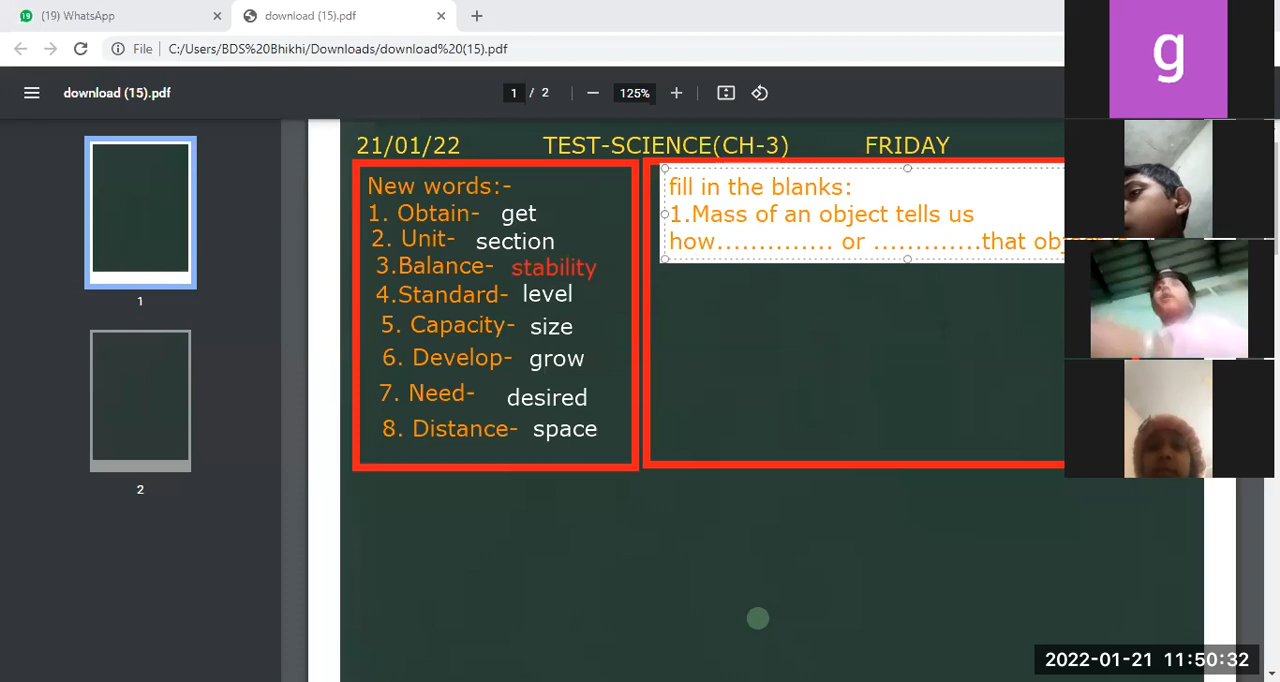 (19) WhatsApp
download (15).pdf
File C:/Users/BDS%20Bhikhi/Downloads/download%20(15).pdf
download (15).pdf
1 / 2
125%
g
21/01/22 TEST-SCIENCE(CH-3) FRIDAY
New words:-
1. Obtain- get
2. Unit- section
3.Balance- stability
4.Standard- level
5. Capacity- size
6. Develop- grow
7. Need- desired
8. Distance- space
fill in the blanks:
1.Mass of an object tells us
how.............. or .............that
1
2
2022-01-21 11:50:32